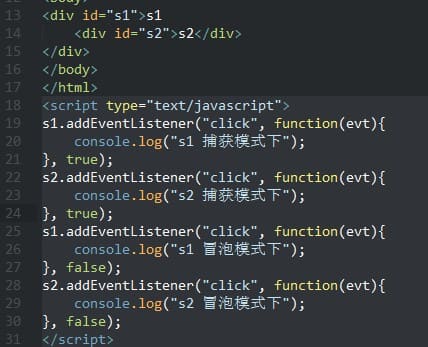 12 <body>
13 <div id="s1">s1
14     <div id="s2">s2</div>
15 </div>
16 </body>
17 </html>
18 <script type="text/javascript">
19 s1.addEventListener("click", function(evt){
20     console.log("s1 捕获模式下");
21 }, true);
22 s2.addEventListener("click", function(evt){
23     console.log("s2 捕获模式下");
24 }, true);
25 s1.addEventListener("click", function(evt){
26     console.log("s1 冒泡模式下");
27 }, false);
28 s2.addEventListener("click", function(evt){
29     console.log("s2 冒泡模式下");
30 }, false);
31 </script>